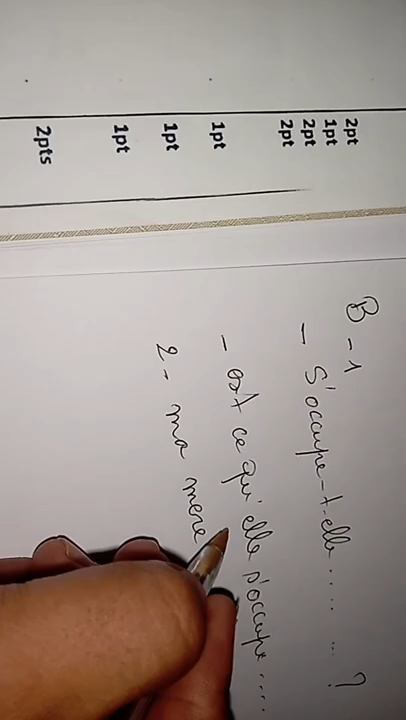 2pt
1pt
2pt
2pt
1pt
1pt
1pt
2pts
B - 1
- S'occupe-t-elle ..... ... ?
- est ce qu'elle s'occupe ....
2 - ma mere